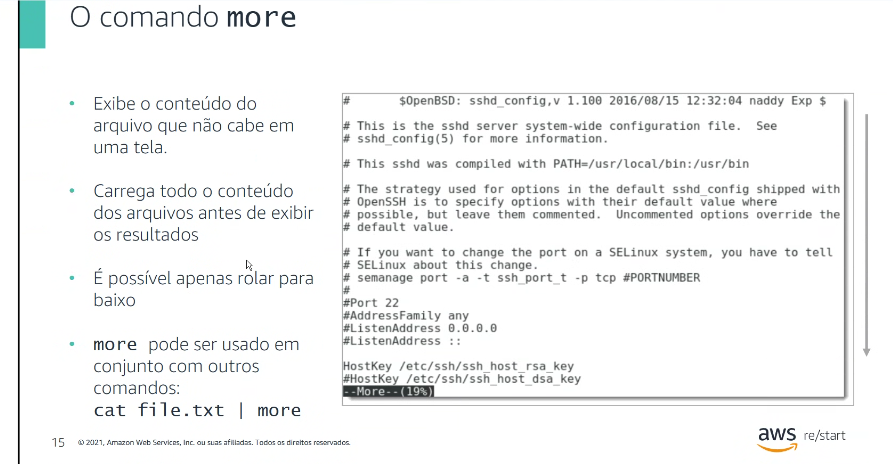 O comando more
• Exibe o conteúdo do
arquivo que não cabe em
uma tela.
• Carrega todo o conteúdo
dos arquivos antes de exibir
os resultados
• É possível apenas rolar para
baixo
• more pode ser usado em
conjunto com outros
comandos:
cat file.txt | more
#       $OpenBSD: sshd_config,v 1.100 2016/08/15 12:32:04 naddy Exp $
# This is the sshd server system-wide configuration file.  See
# sshd_config(5) for more information.
# This sshd was compiled with PATH=/usr/local/bin:/usr/bin
# The strategy used for options in the default sshd_config shipped with
# OpenSSH is to specify options with their default value where
# possible, but leave them commented.  Uncommented options override the
# default value.
# If you want to change the port on a SELinux system, you have to tell
# SELinux about this change.
# semanage port -a -t ssh_port_t -p tcp #PORTNUMBER
#
#Port 22
#AddressFamily any
#ListenAddress 0.0.0.0
#ListenAddress ::
HostKey /etc/ssh/ssh_host_rsa_key
#HostKey /etc/ssh/ssh_host_dsa_key
--More--(19%)
15 © 2021, Amazon Web Services, Inc. ou suas afiliadas. Todos os direitos reservados.
aws re/start